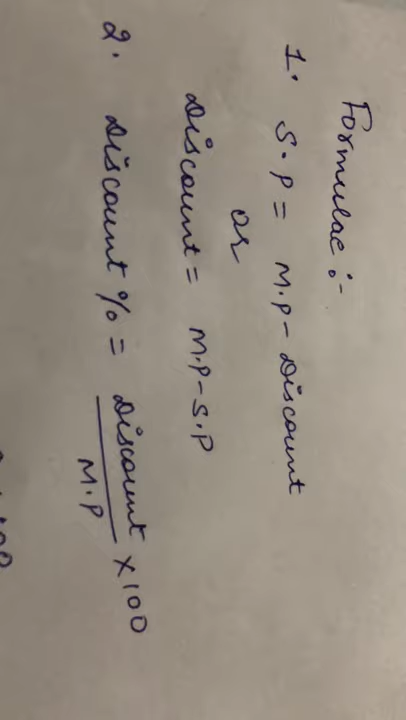 Formulae :-
1. S.P = M.P - Discount
or
Discount = M.P - S.P
2. Discount % = Discount / M.P × 100